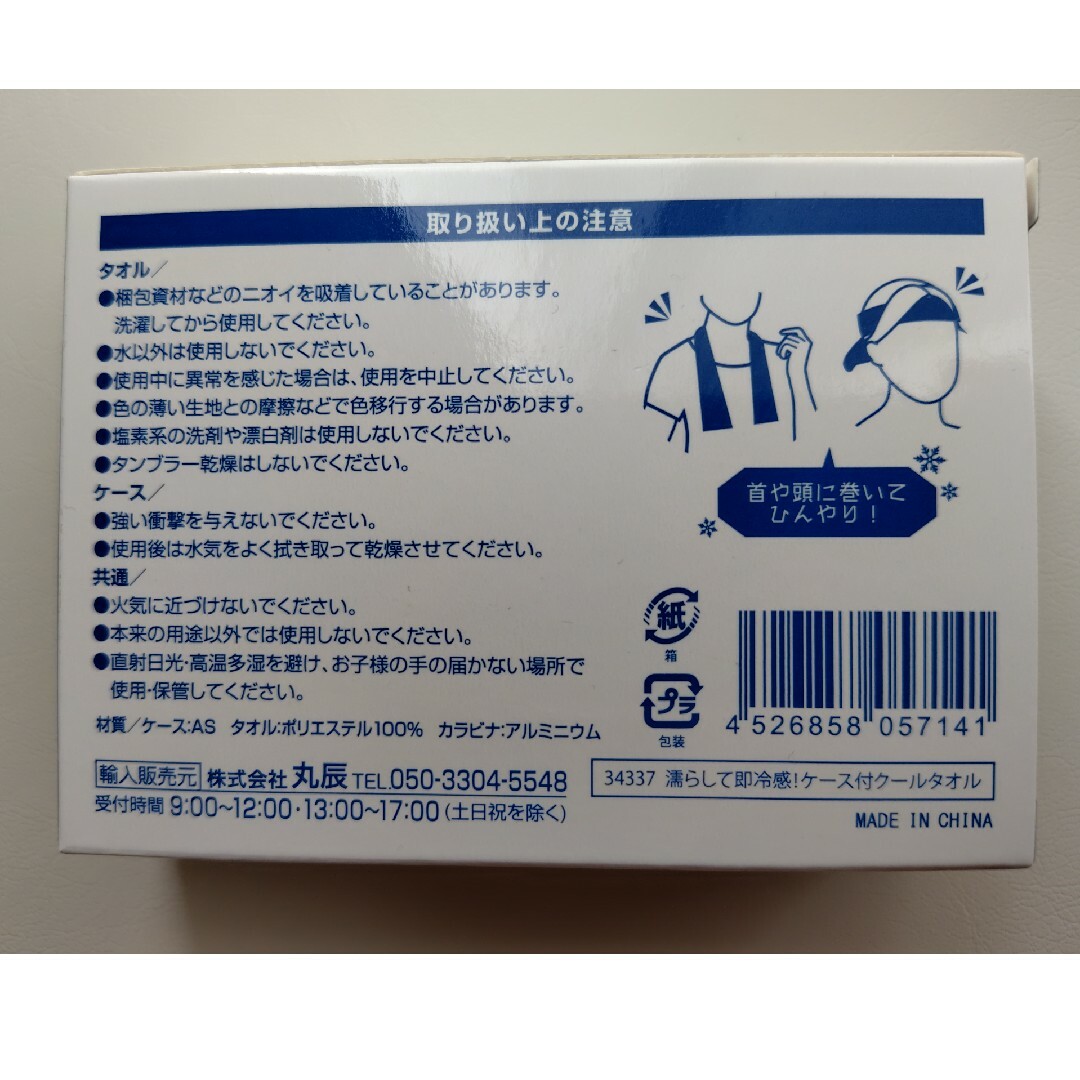 取り扱い上の注意
タオル/
●梱包資材などのニオイを吸着していることがあります。
洗濯してから使用してください。
●水以外は使用しないでください。
●使用中に異常を感じた場合は、使用を中止してください。
●色の薄い生地との摩擦などで色移行する場合があります。
●塩素系の洗剤や漂白剤は使用しないでください。
●タンブラー乾燥はしないでください。
ケース/
●強い衝撃を与えないでください。
●使用後は水気をよく拭き取って乾燥させてください。
共通/
●火気に近づけないでください。
●本来の用途以外では使用しないでください。
●直射日光・高温多湿を避け、お子様の手の届かない場所で
使用・保管してください。
材質/ケース:AS タオル:ポリエステル100% カラビナ:アルミニウム
輸入販売元 株式会社 丸辰 TEL.050-3304-5548
受付時間 9:00~12:00・13:00~17:00 (土日祝を除く)
首や頭に巻いて
ひんやり!
紙
箱
プラ
包装
4 526858 057141
34337 濡らして即冷感!ケース付クールタオル
MADE IN CHINA